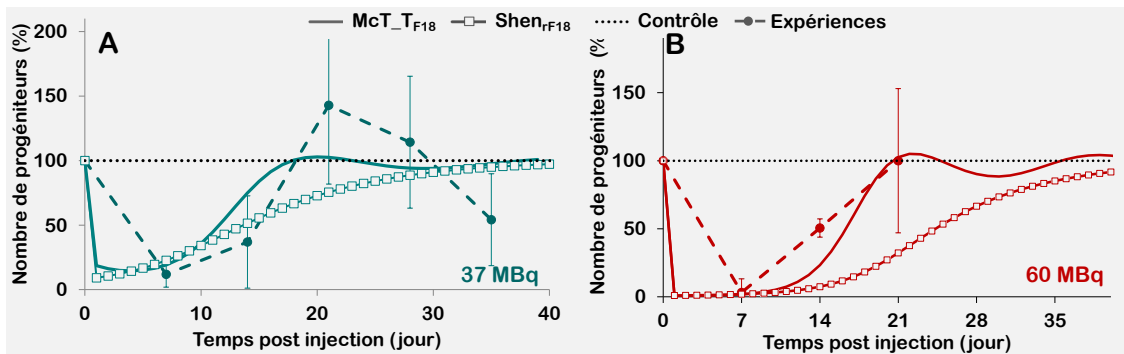 McT_T_F18 Shen_rF18 Contrôle Expériences
A
Nombre de progéniteurs (%)
200
150
100
50
0
37 MBq
0 10 20 30 40
Temps post injection (jour)
B
Nombre de progéniteurs (%
150
100
50
0
60 MBq
0 7 14 21 28 35
Temps post injection (jour)